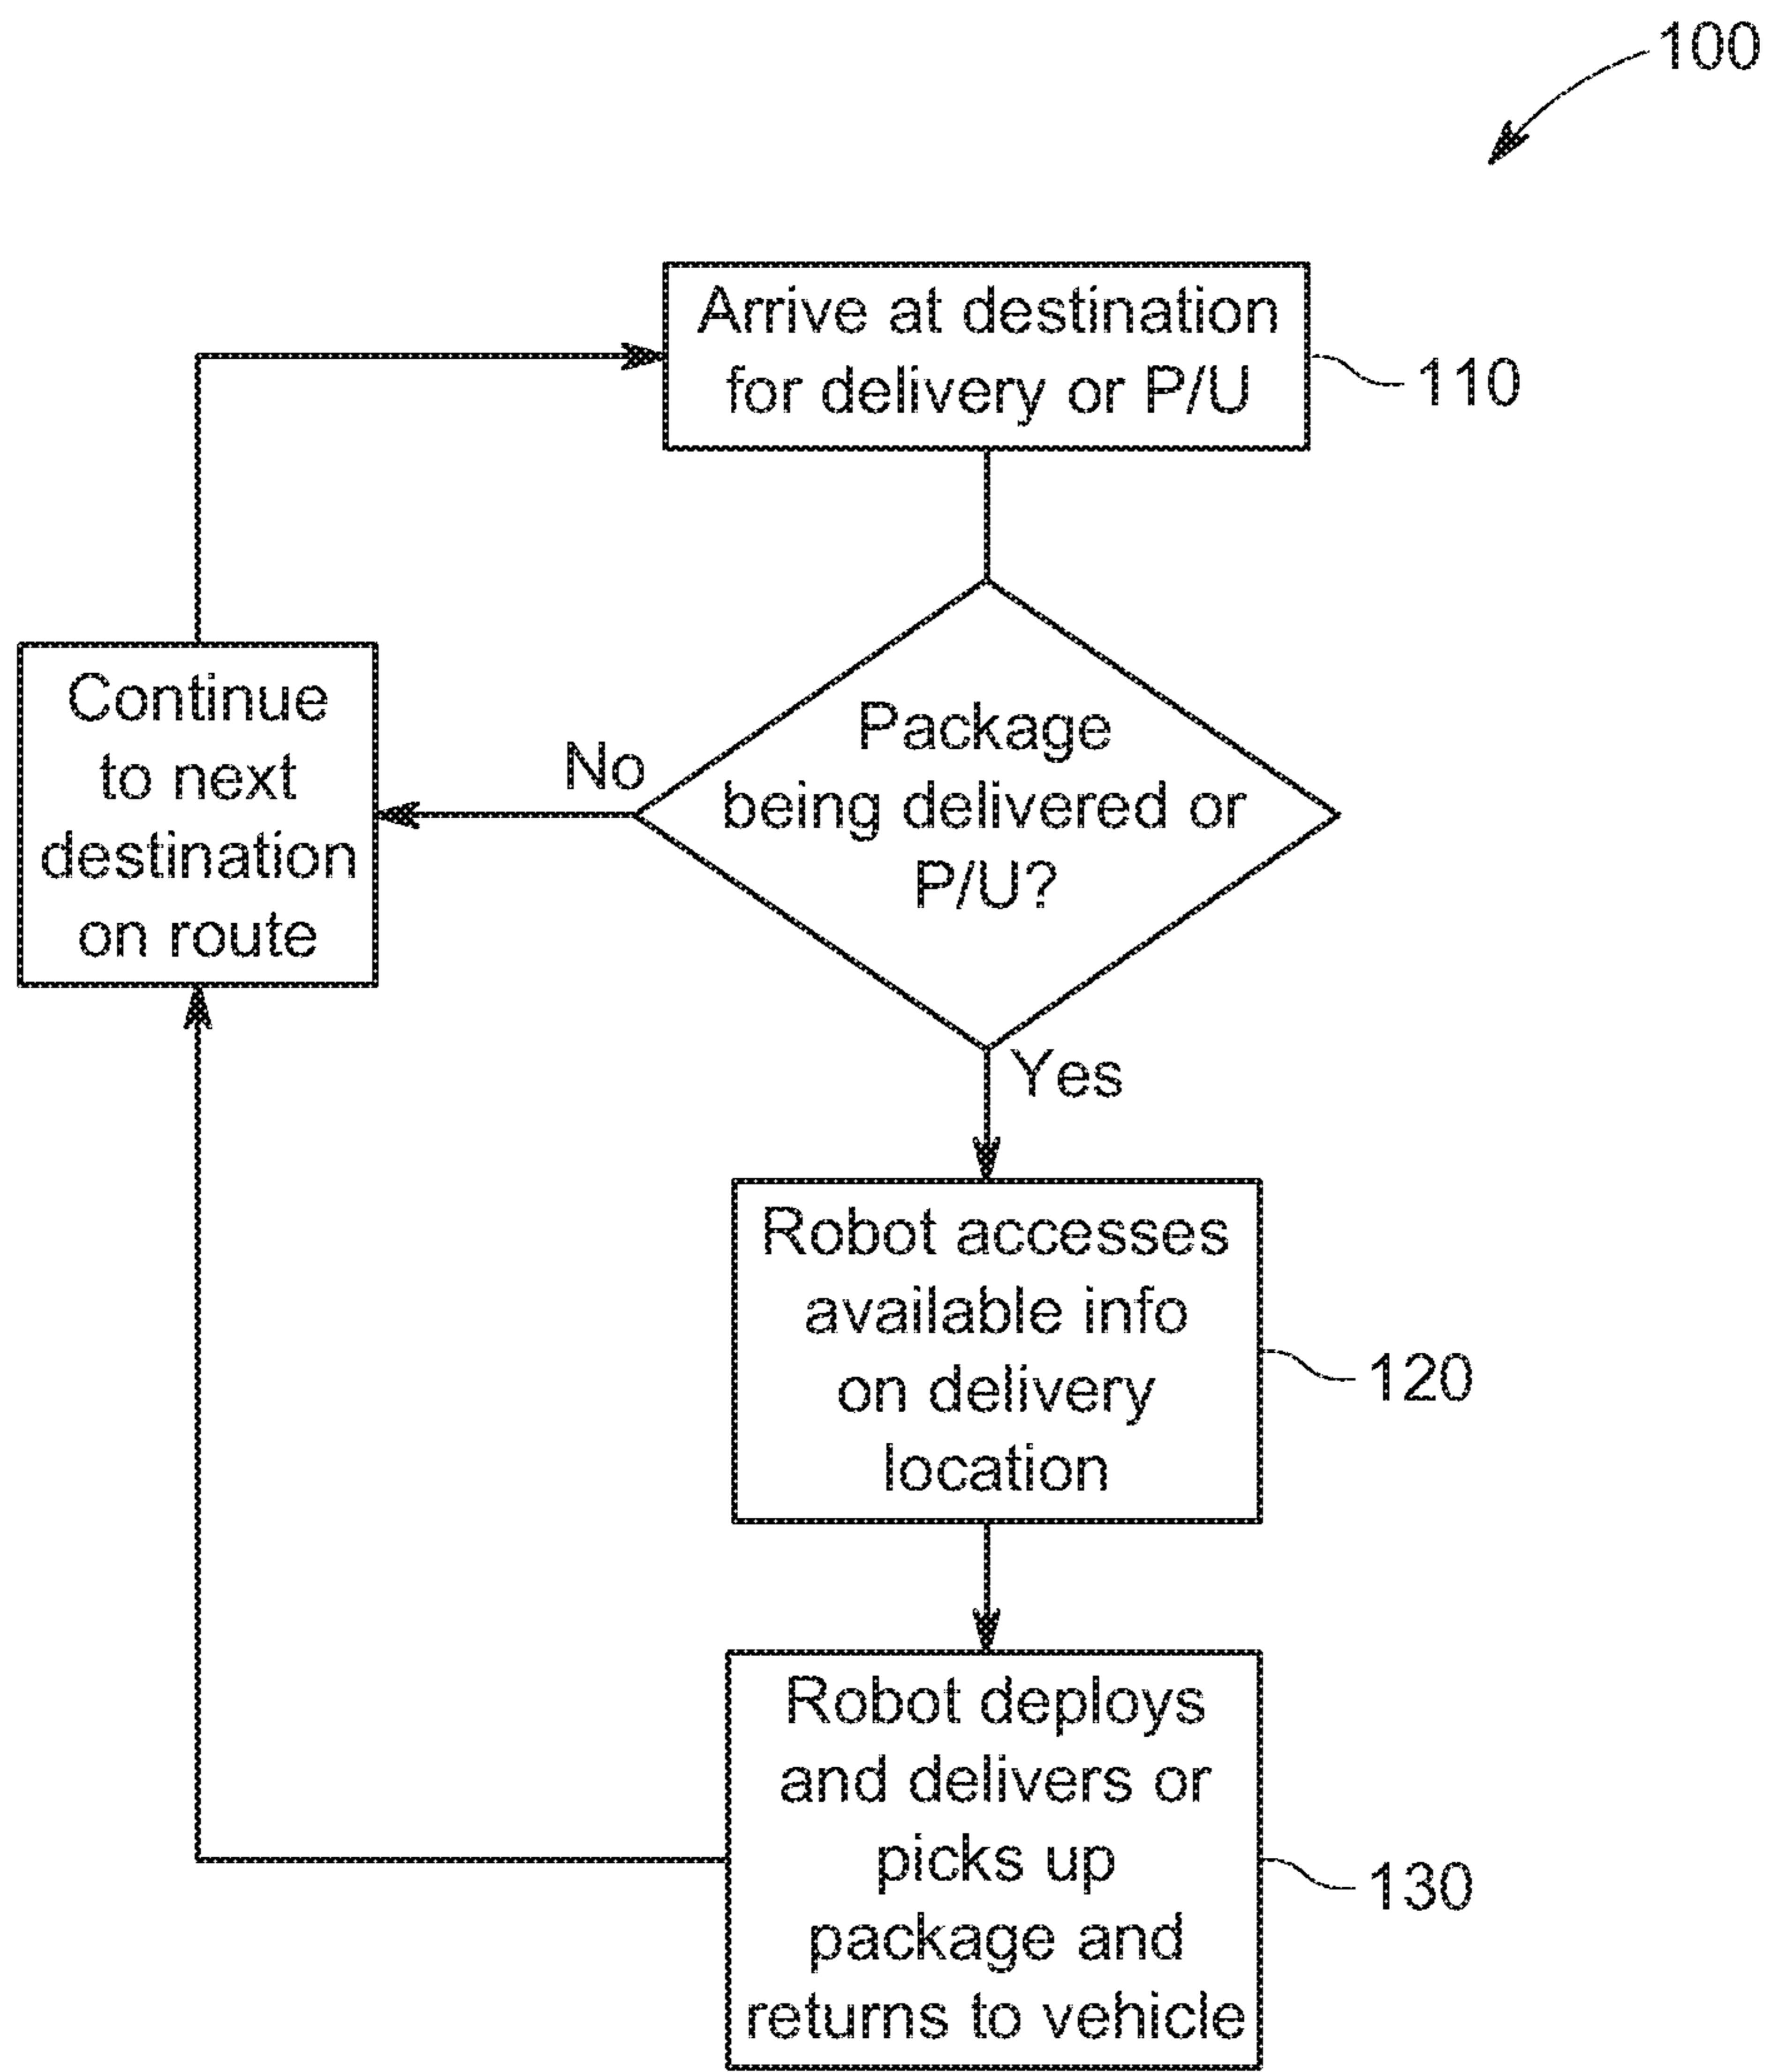 100
Arrive at destination
for delivery or P/U
110
Package
being delivered or
P/U?
No
Continue
to next
destination
on route
Yes
Robot accesses
available info
on delivery
location
120
Robot deploys
and delivers or
picks up
package and
returns to vehicle
130